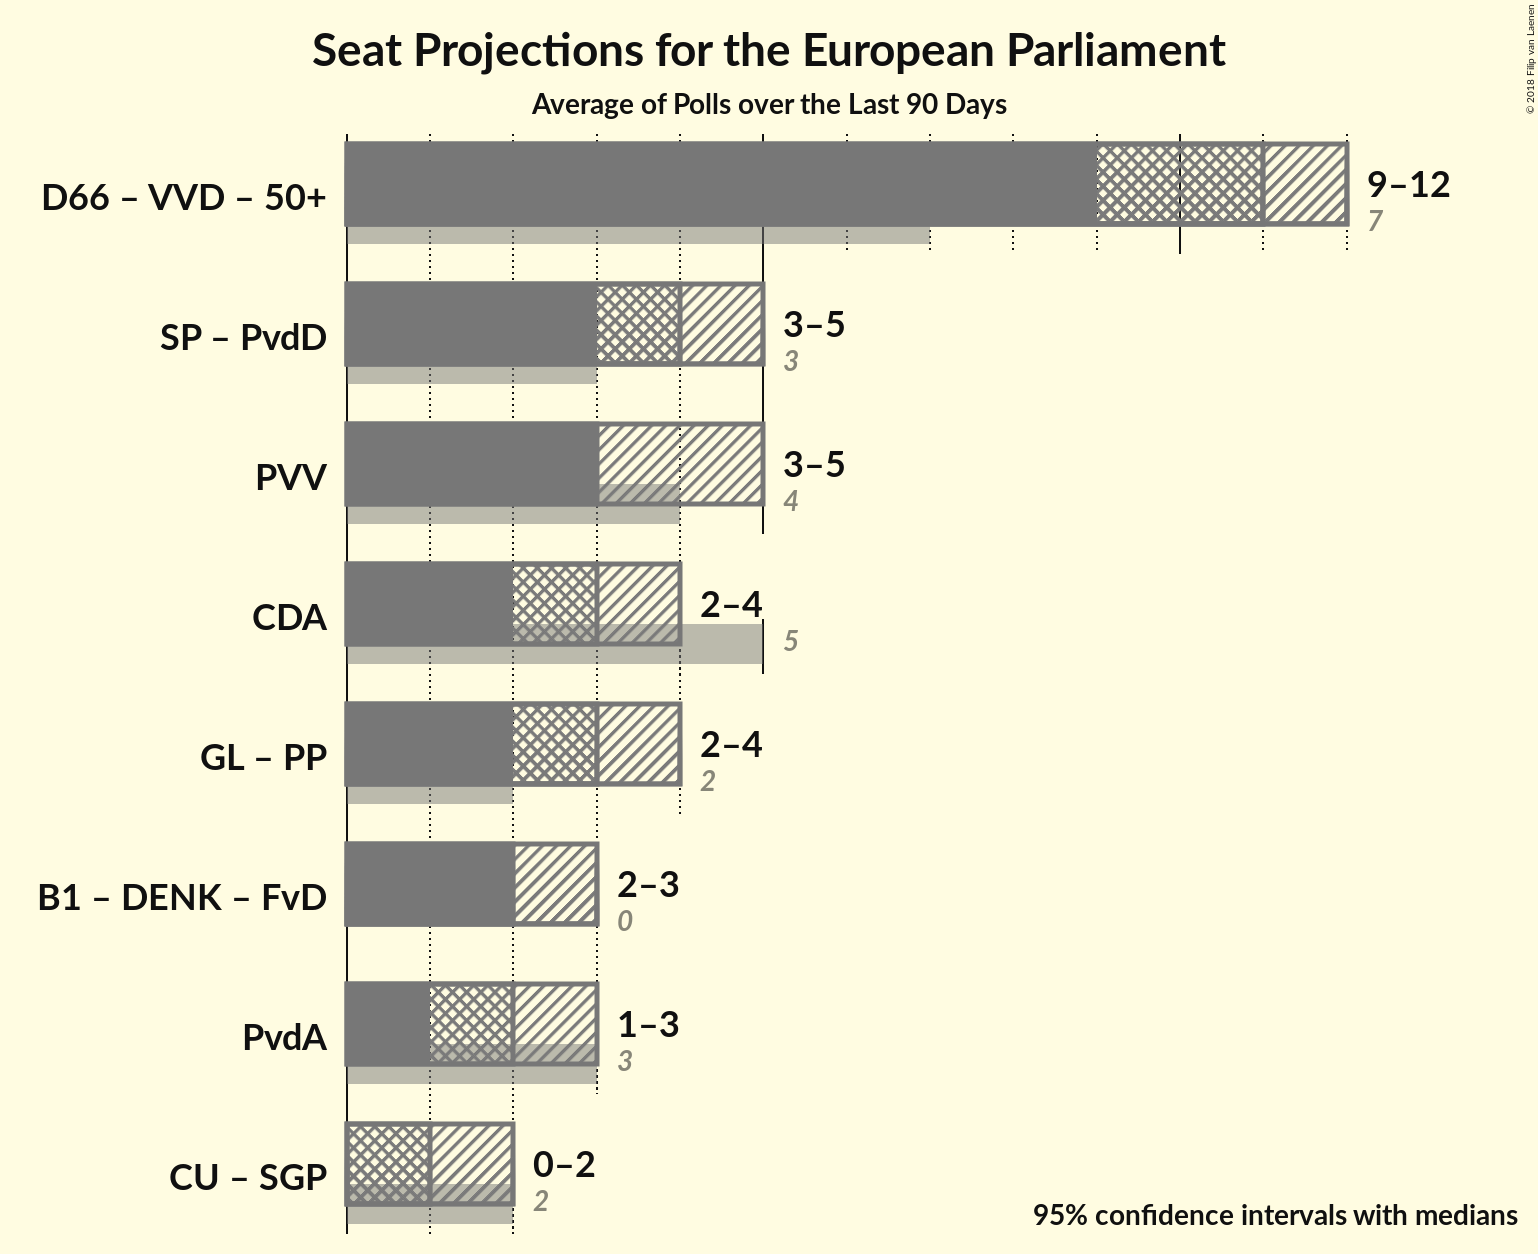 Seat Projections for the European Parliament
Average of Polls over the Last 90 Days
© 2018 Filip van Laenen
D66 – VVD – 50+
9–12
7
SP – PvdD
3–5
3
PVV
3–5
4
CDA
2–4
5
GL – PP
2–4
2
B1 – DENK – FvD
2–3
0
PvdA
1–3
3
CU – SGP
0–2
2
95% confidence intervals with medians